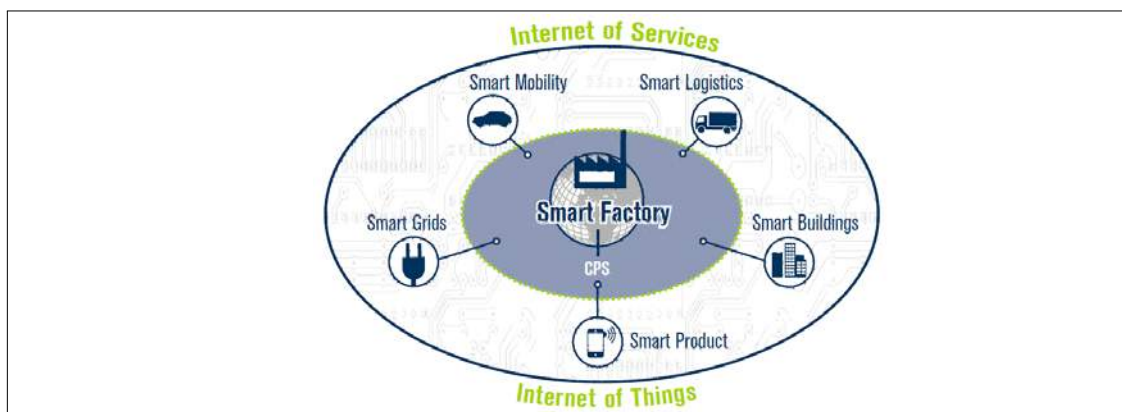 Internet of Services
Smart Mobility
Smart Logistics
Smart Factory
Smart Grids
Smart Buildings
CPS
Smart Product
Internet of Things